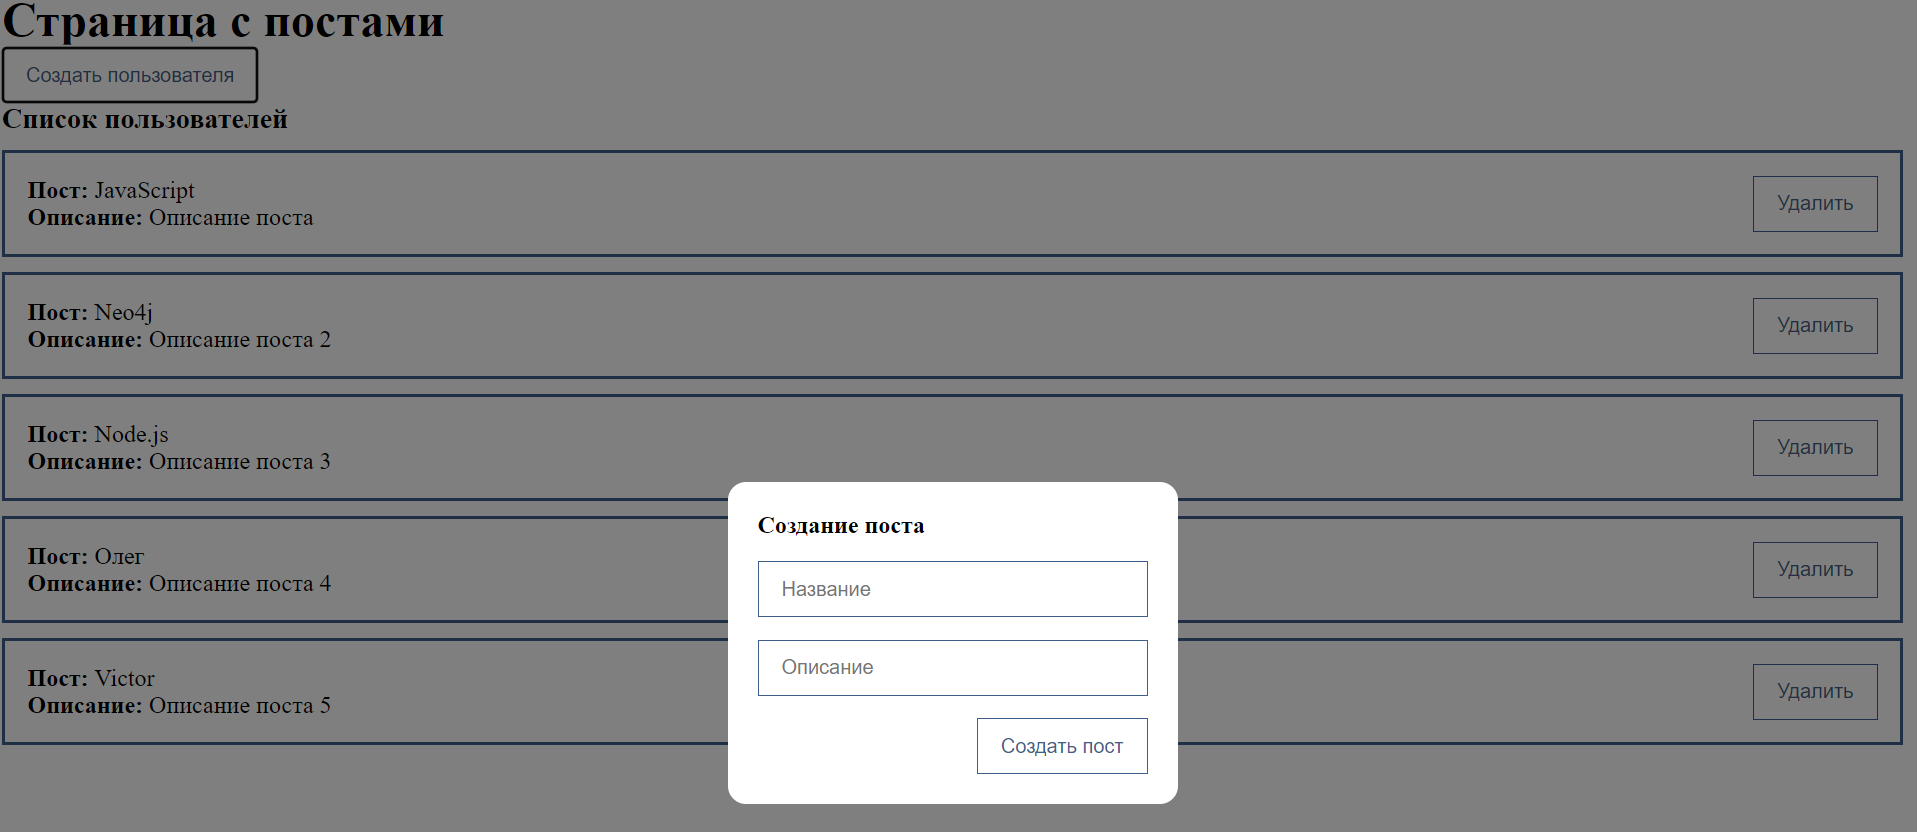 Страница с постами
Создать пользователя
Список пользователей
Пост: JavaScript
Описание: Описание поста
Удалить
Пост: Neo4j
Описание: Описание поста 2
Удалить
Пост: Node.js
Описание: Описание поста 3
Удалить
Пост: Олег
Описание: Описание поста 4
Удалить
Пост: Victor
Описание: Описание поста 5
Удалить
Создание поста
Название
Описание
Создать пост